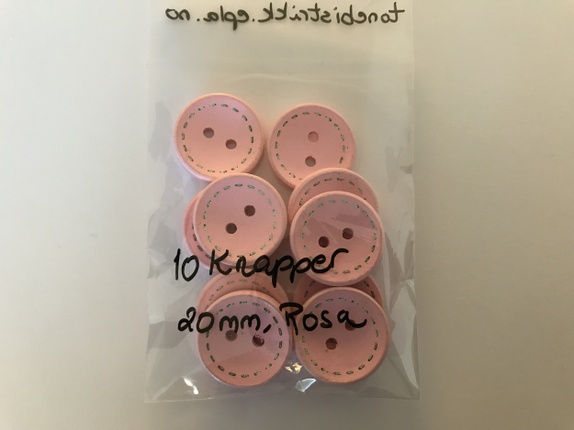 tonebistrikk.epla.no
10 Knapper
20mm, Rosa